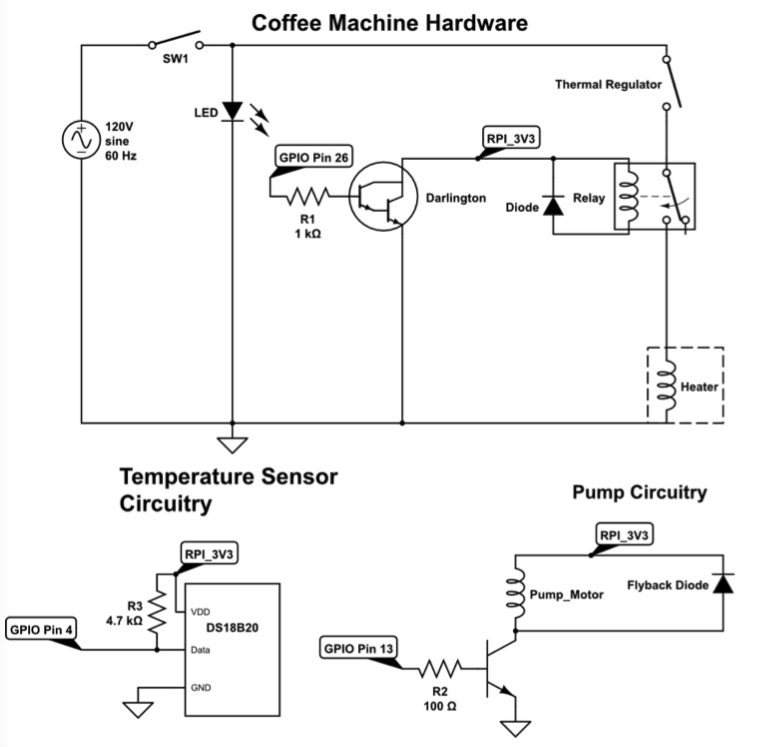 Coffee Machine Hardware
SW1
Thermal Regulator
LED
120V
sine
60 Hz
RPI_3V3
GPIO Pin 26
Darlington
Diode
Relay
R1
1 kΩ
Heater
Temperature Sensor
Circuitry
Pump Circuitry
RPI_3V3
RPI_3V3
R3
4.7 kΩ
VDD
DS18B20
GPIO Pin 4
Data
GND
Pump_Motor
Flyback Diode
GPIO Pin 13
R2
100 Ω